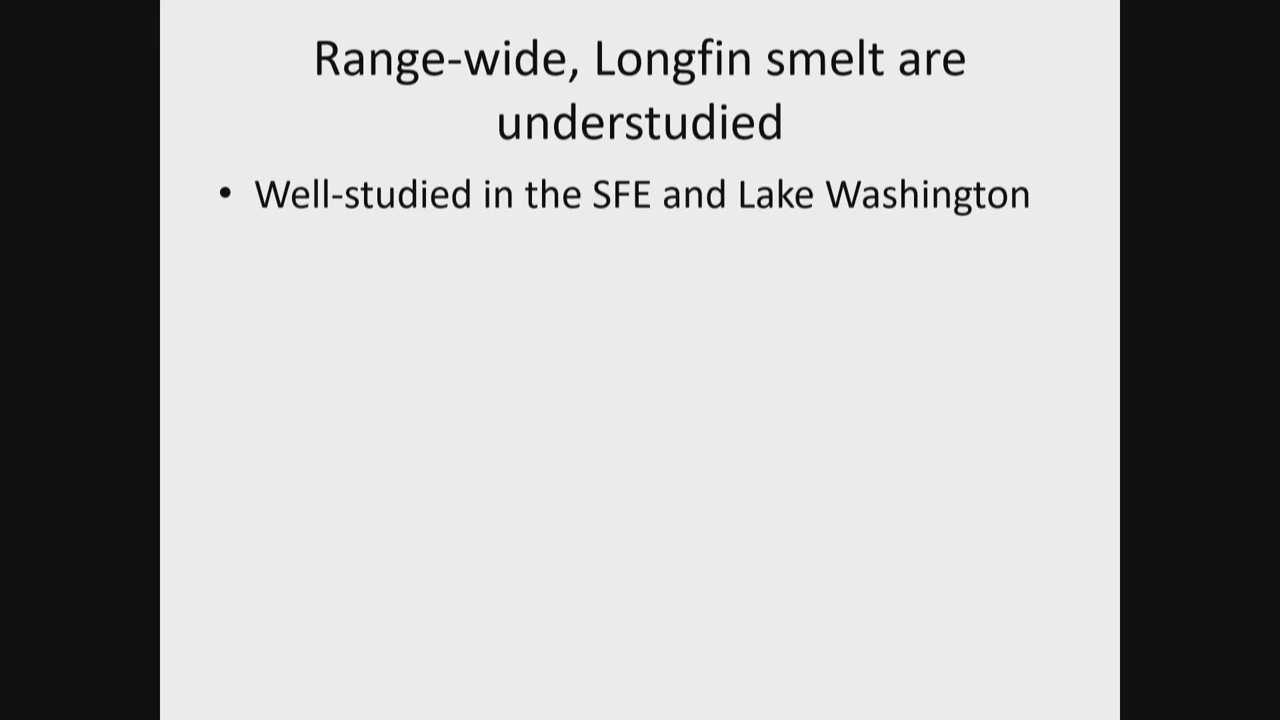 Range-wide, Longfin smelt are
understudied
• Well-studied in the SFE and Lake Washington